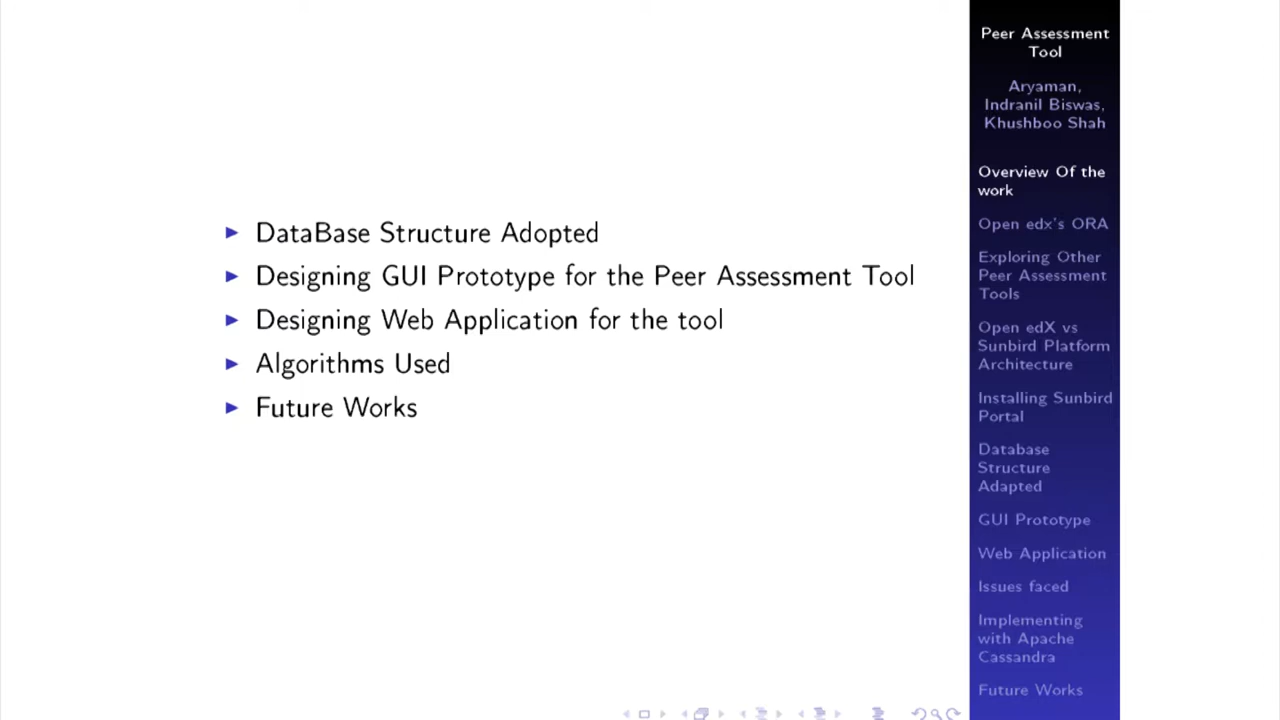 DataBase Structure Adopted
Designing GUI Prototype for the Peer Assessment Tool
Designing Web Application for the tool
Algorithms Used
Future Works
Peer Assessment
Tool
Aryaman,
Indranil Biswas,
Khushboo Shah
Overview Of the
work
Open edx's ORA
Exploring Other
Peer Assessment
Tools
Open edX vs
Sunbird Platform
Architecture
Installing Sunbird
Portal
Database
Structure
Adapted
GUI Prototype
Web Application
Issues faced
Implementing
with Apache
Cassandra
Future Works